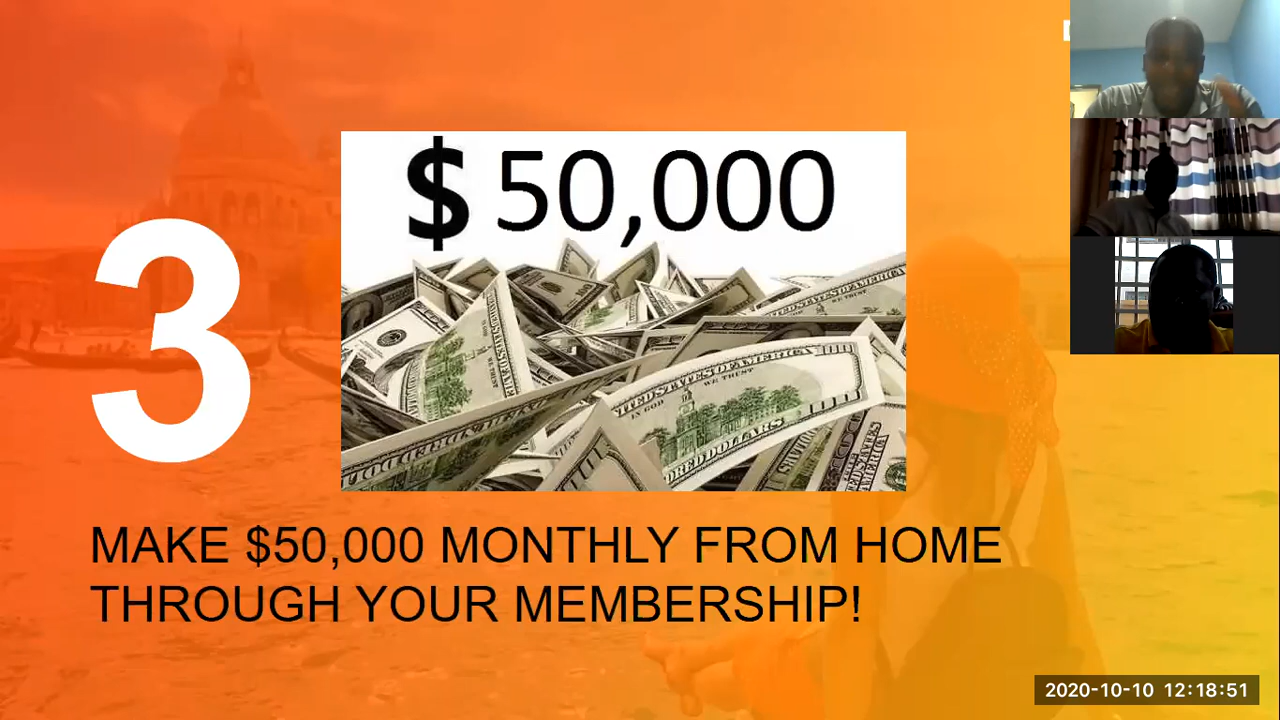 $ 50,000
3
MAKE $50,000 MONTHLY FROM HOME
THROUGH YOUR MEMBERSHIP!
2020-10-10 12:18:51